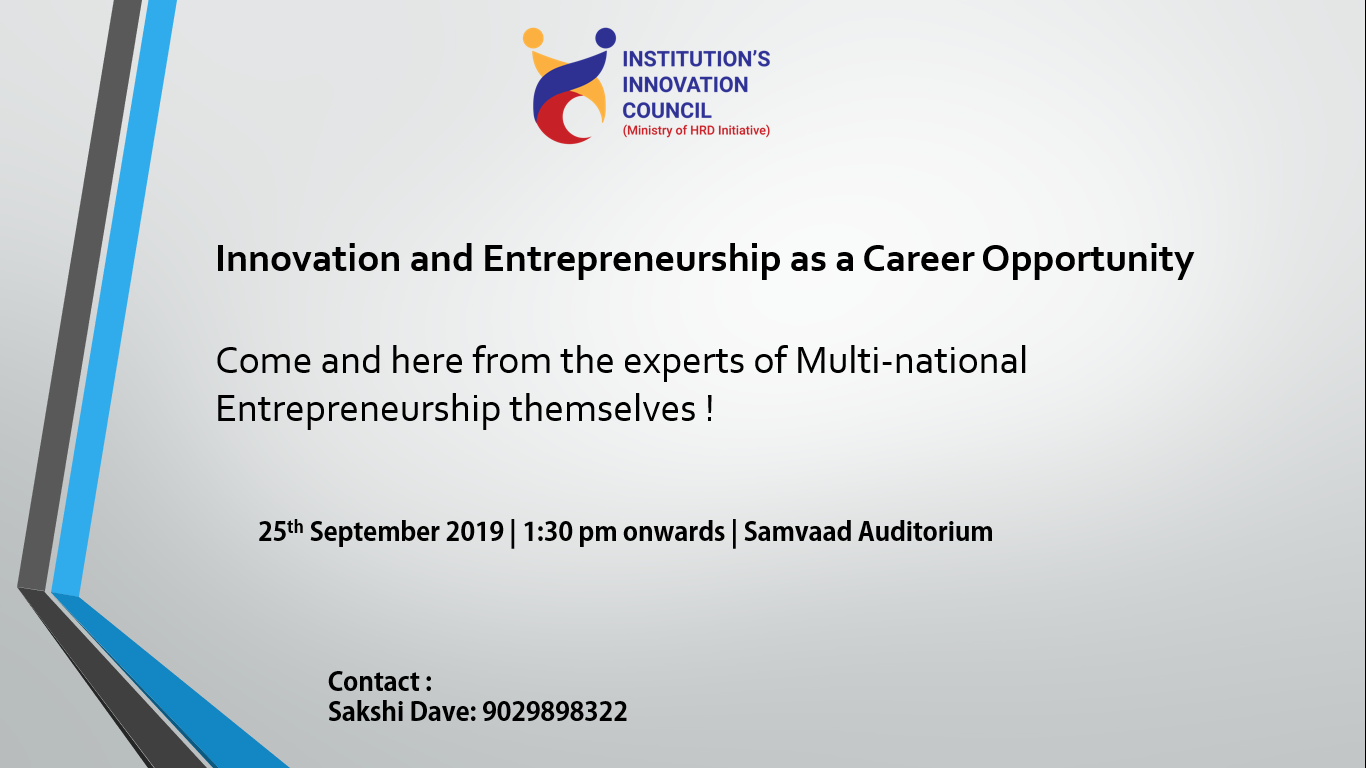 INSTITUTION'S
INNOVATION
COUNCIL
(Ministry of HRD Initiative)
Innovation and Entrepreneurship as a Career Opportunity
Come and here from the experts of Multi-national
Entrepreneurship themselves !
25th September 2019 | 1:30 pm onwards | Samvaad Auditorium
Contact :
Sakshi Dave: 9029898322